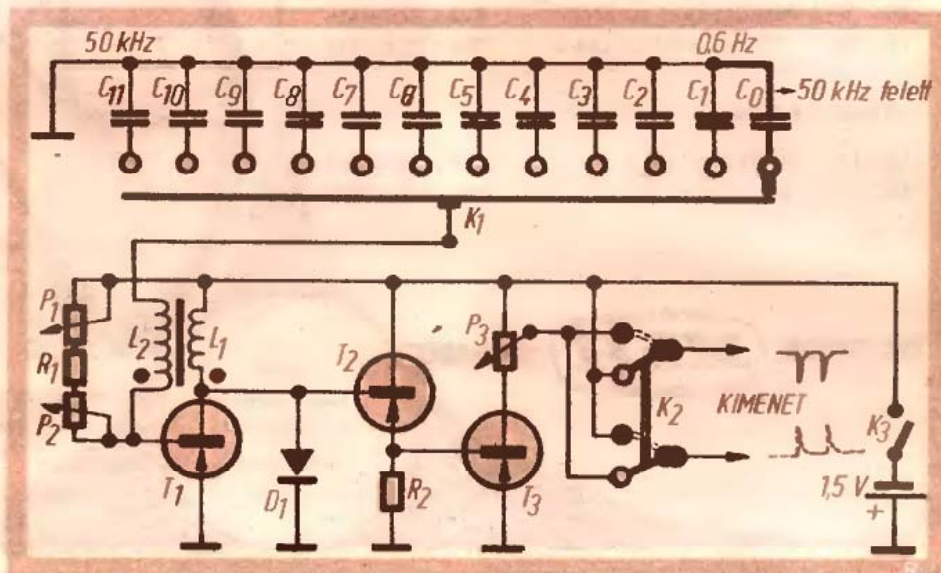 50 kHz
0,6 Hz
C11 C10 C9 C8 C7 C8 C5 C4 C3 C2 C1 C0
50 kHz felett
K1
P1
R1
P2
L2
L1
T1
D1
T2
R2
P3
T3
K2
KIMENET
K3
1,5 V
+